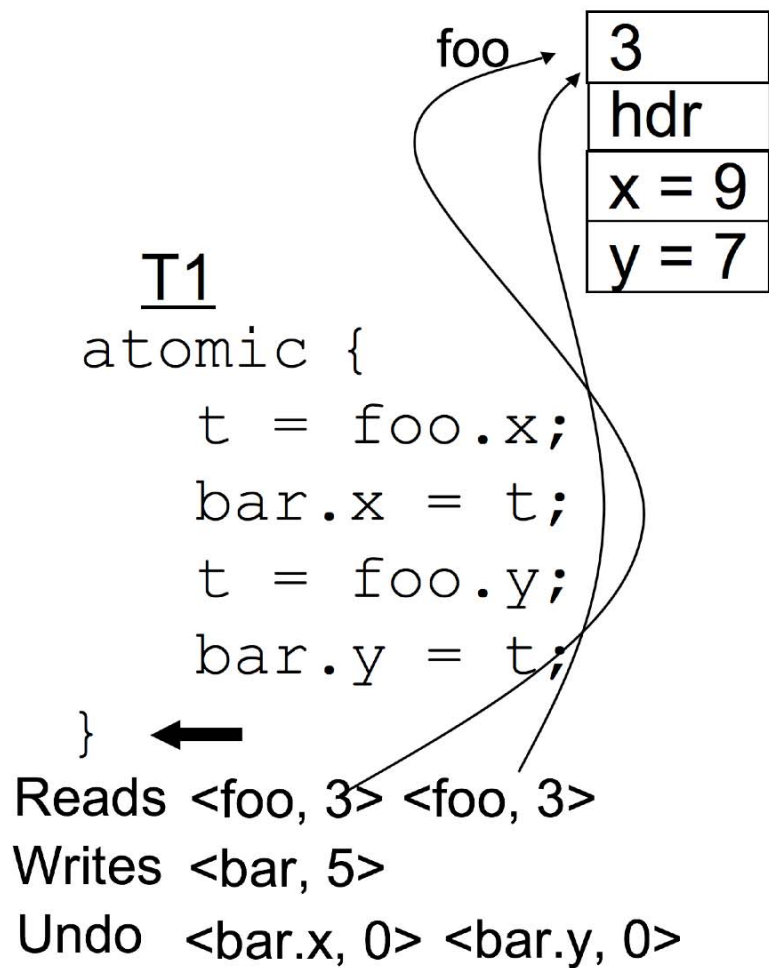 foo
3
hdr
x = 9
y = 7
T1
atomic {
t = foo.x;
bar.x = t;
t = foo.y;
bar.y = t;
}
Reads <foo, 3> <foo, 3>
Writes <bar, 5>
Undo <bar.x, 0> <bar.y, 0>